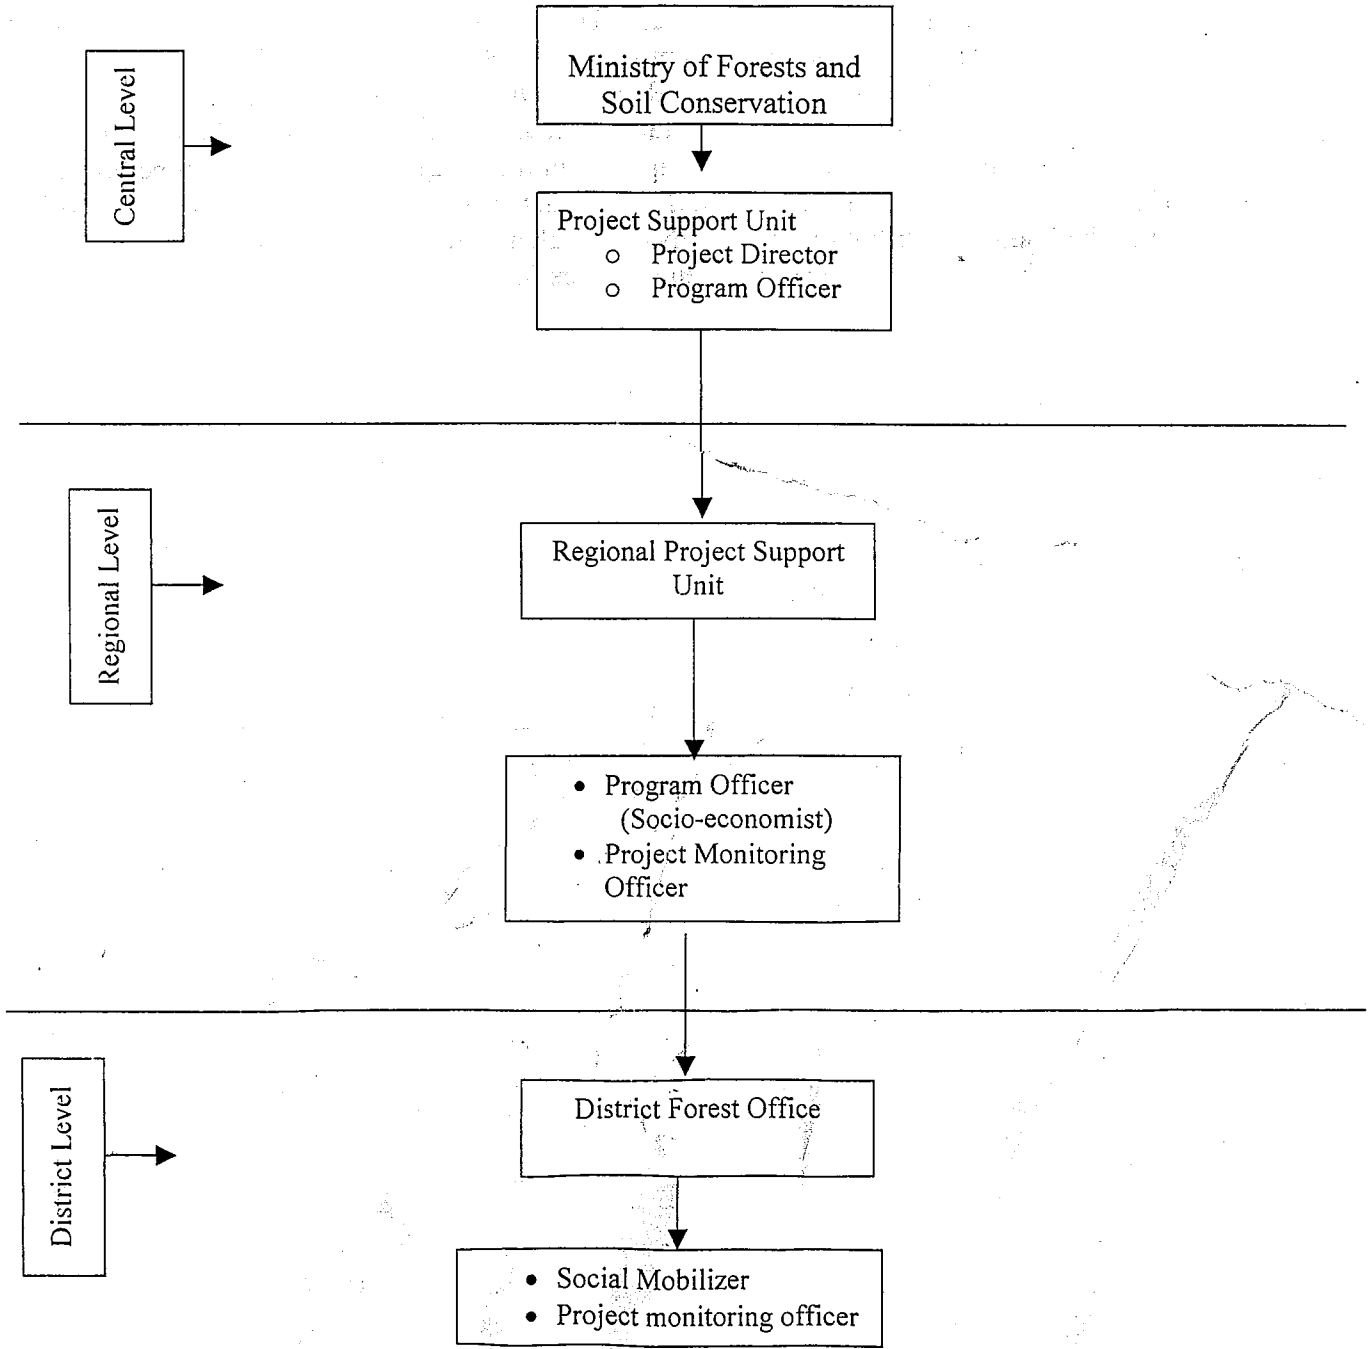 Central Level
Ministry of Forests and
Soil Conservation
Project Support Unit
o Project Director
o Program Officer
Regional Level
Regional Project Support
Unit
• Program Officer
(Socio-economist)
• Project Monitoring
Officer
District Level
District Forest Office
• Social Mobilizer
• Project monitoring officer